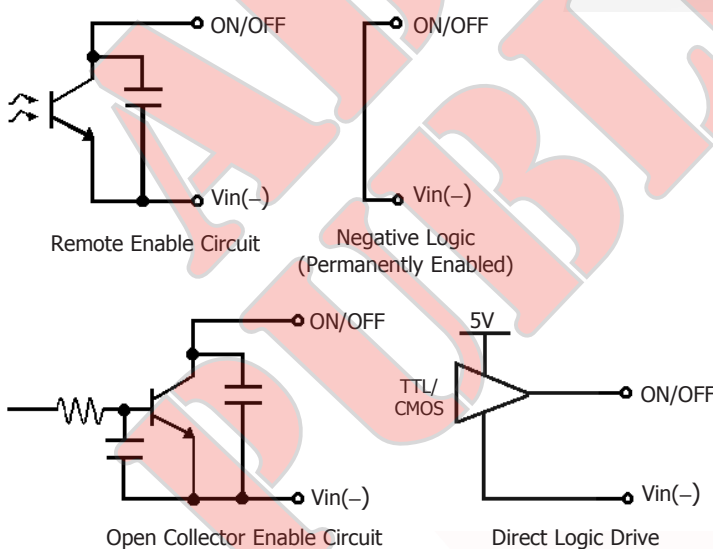 ON/OFF
ON/OFF
Vin(−)
Vin(−)
Remote Enable Circuit
Negative Logic
(Permanently Enabled)
ON/OFF
5V
TTL/
CMOS
ON/OFF
Vin(−)
Vin(−)
Open Collector Enable Circuit
Direct Logic Drive